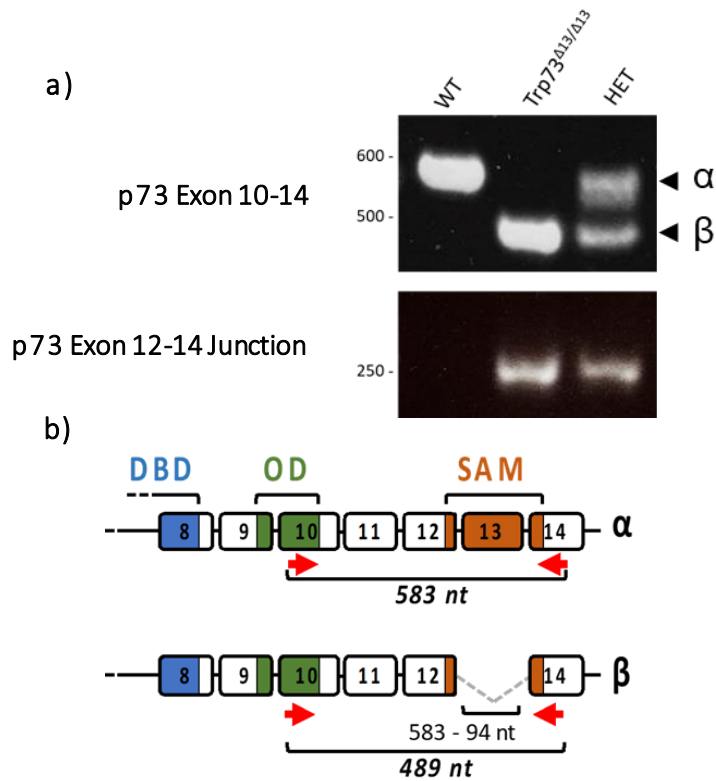 a)
WT
Trp73Δ13/Δ13
HET
p73 Exon 10-14
600 -
500 -
α
β
p73 Exon 12-14 Junction
250 -
b)
DBD OD SAM
8 9 10 11 12 13 14 α
583 nt
8 9 10 11 12 14 β
583 - 94 nt
489 nt